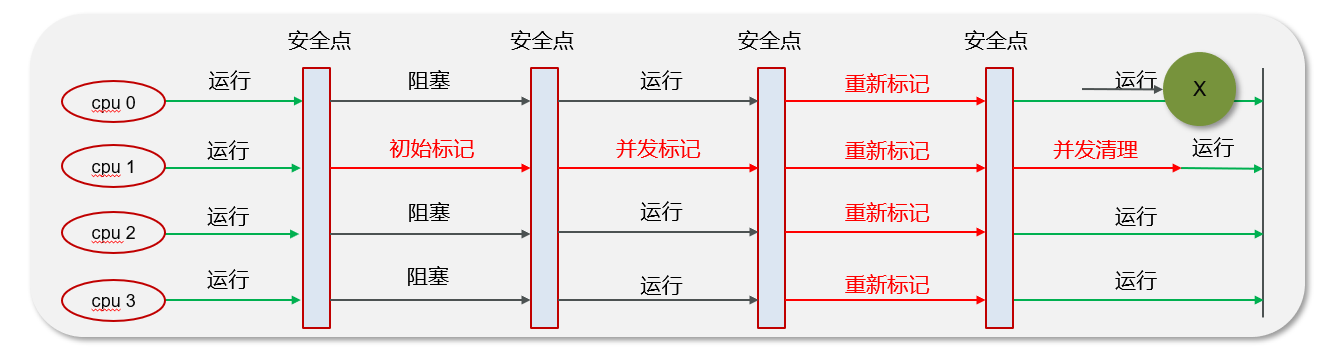 安全点 安全点 安全点 安全点
cpu 0 运行 阻塞 运行 重新标记 运行 X
cpu 1 运行 初始标记 并发标记 重新标记 并发清理 运行
cpu 2 运行 阻塞 运行 重新标记 运行
cpu 3 运行 阻塞 运行 重新标记 运行